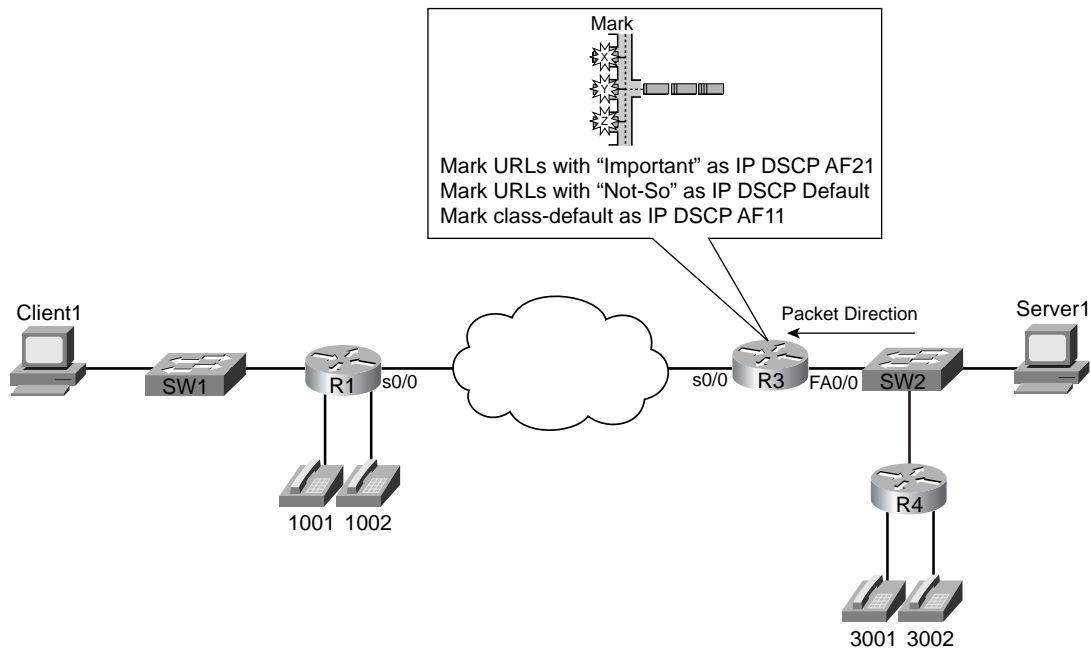 Mark
X
Y
Z
Mark URLs with “Important” as IP DSCP AF21
Mark URLs with “Not-So” as IP DSCP Default
Mark class-default as IP DSCP AF11
Client1
Packet Direction
Server1
SW1
R1
s0/0
s0/0
R3
FA0/0
SW2
1001 1002
R4
3001 3002